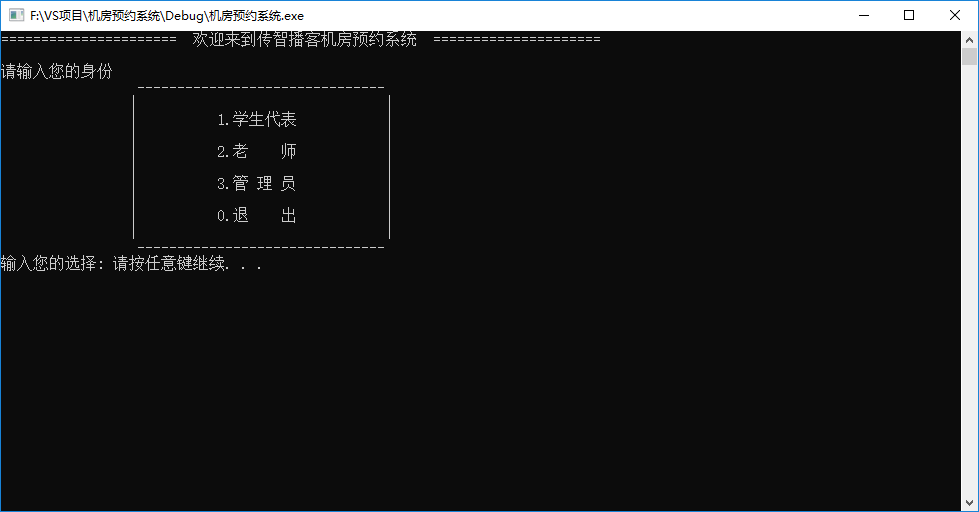 F:\VS项目\机房预约系统\Debug\机房预约系统.exe
====================== 欢迎来到传智播客机房预约系统 =====================
请输入您的身份
-------------------------------
1.学生代表
2.老    师
3.管 理 员
0.退    出
-------------------------------
输入您的选择: 请按任意键继续. . .